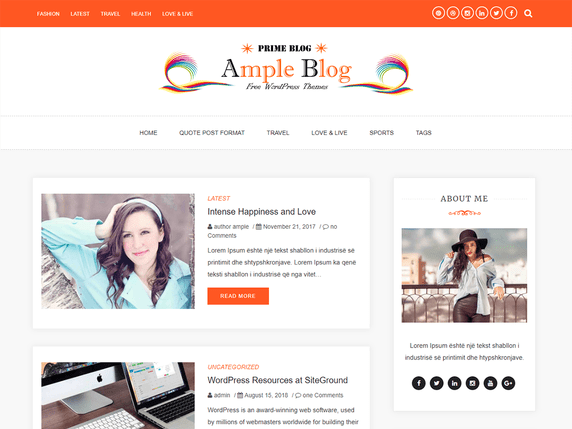 FASHION LATEST TRAVEL HEALTH LOVE & LIVE
PRIME BLOG
Ample Blog
Free WordPress Themes
HOME QUOTE POST FORMAT TRAVEL LOVE & LIVE SPORTS TAGS
LATEST
Intense Happiness and Love
author ample / November 21, 2017 / no
Comments
Lorem Ipsum është një tekst shabllon i industrisë së
printimit dhe shtypshkronjave. Lorem Ipsum ka qenë
teksti shabllon i industrisë që nga vitet...
READ MORE
UNCATEGORIZED
WordPress Resources at SiteGround
admin / August 15, 2018 / one Comments
WordPress is an award-winning web software, used
by millions of webmasters worldwide for building their
ABOUT ME
Lorem Ipsum është një tekst shabllon i
industrisë së printimit dhe htypshkronjave.